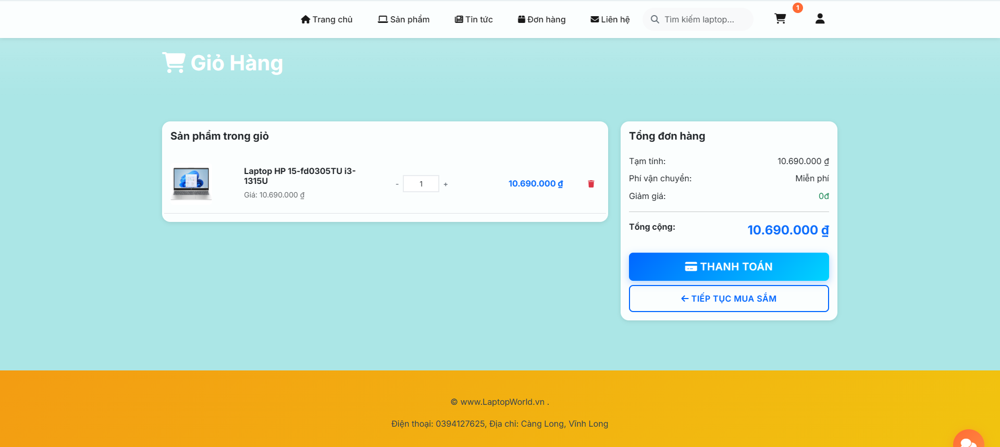 Trang chủ
Sản phẩm
Tin tức
Đơn hàng
Liên hệ
Tìm kiếm laptop...
1
Giỏ Hàng
Sản phẩm trong giỏ
Laptop HP 15-fd0305TU i3-
1315U
Giá: 10.690.000 ₫
- 1 +
10.690.000 ₫
Tổng đơn hàng
Tạm tính: 10.690.000 ₫
Phí vận chuyển: Miễn phí
Giảm giá: 0đ
Tổng cộng: 10.690.000 ₫
THANH TOÁN
TIẾP TỤC MUA SẮM
© www.LaptopWorld.vn .
Điện thoại: 0394127625, Địa chỉ: Càng Long, Vĩnh Long